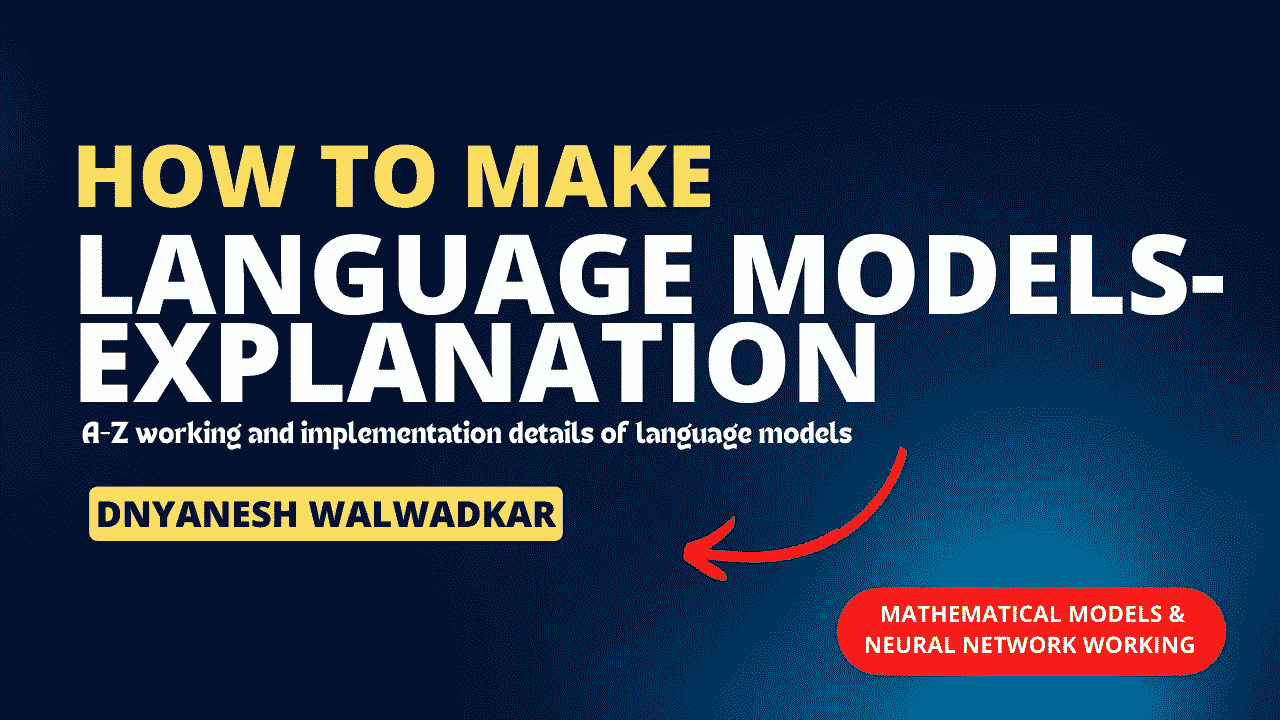 HOW TO MAKE
LANGUAGE MODELS-
EXPLANATION
A-Z working and implementation details of language models
DNYANESH WALWADKAR
MATHEMATICAL MODELS &
NEURAL NETWORK WORKING